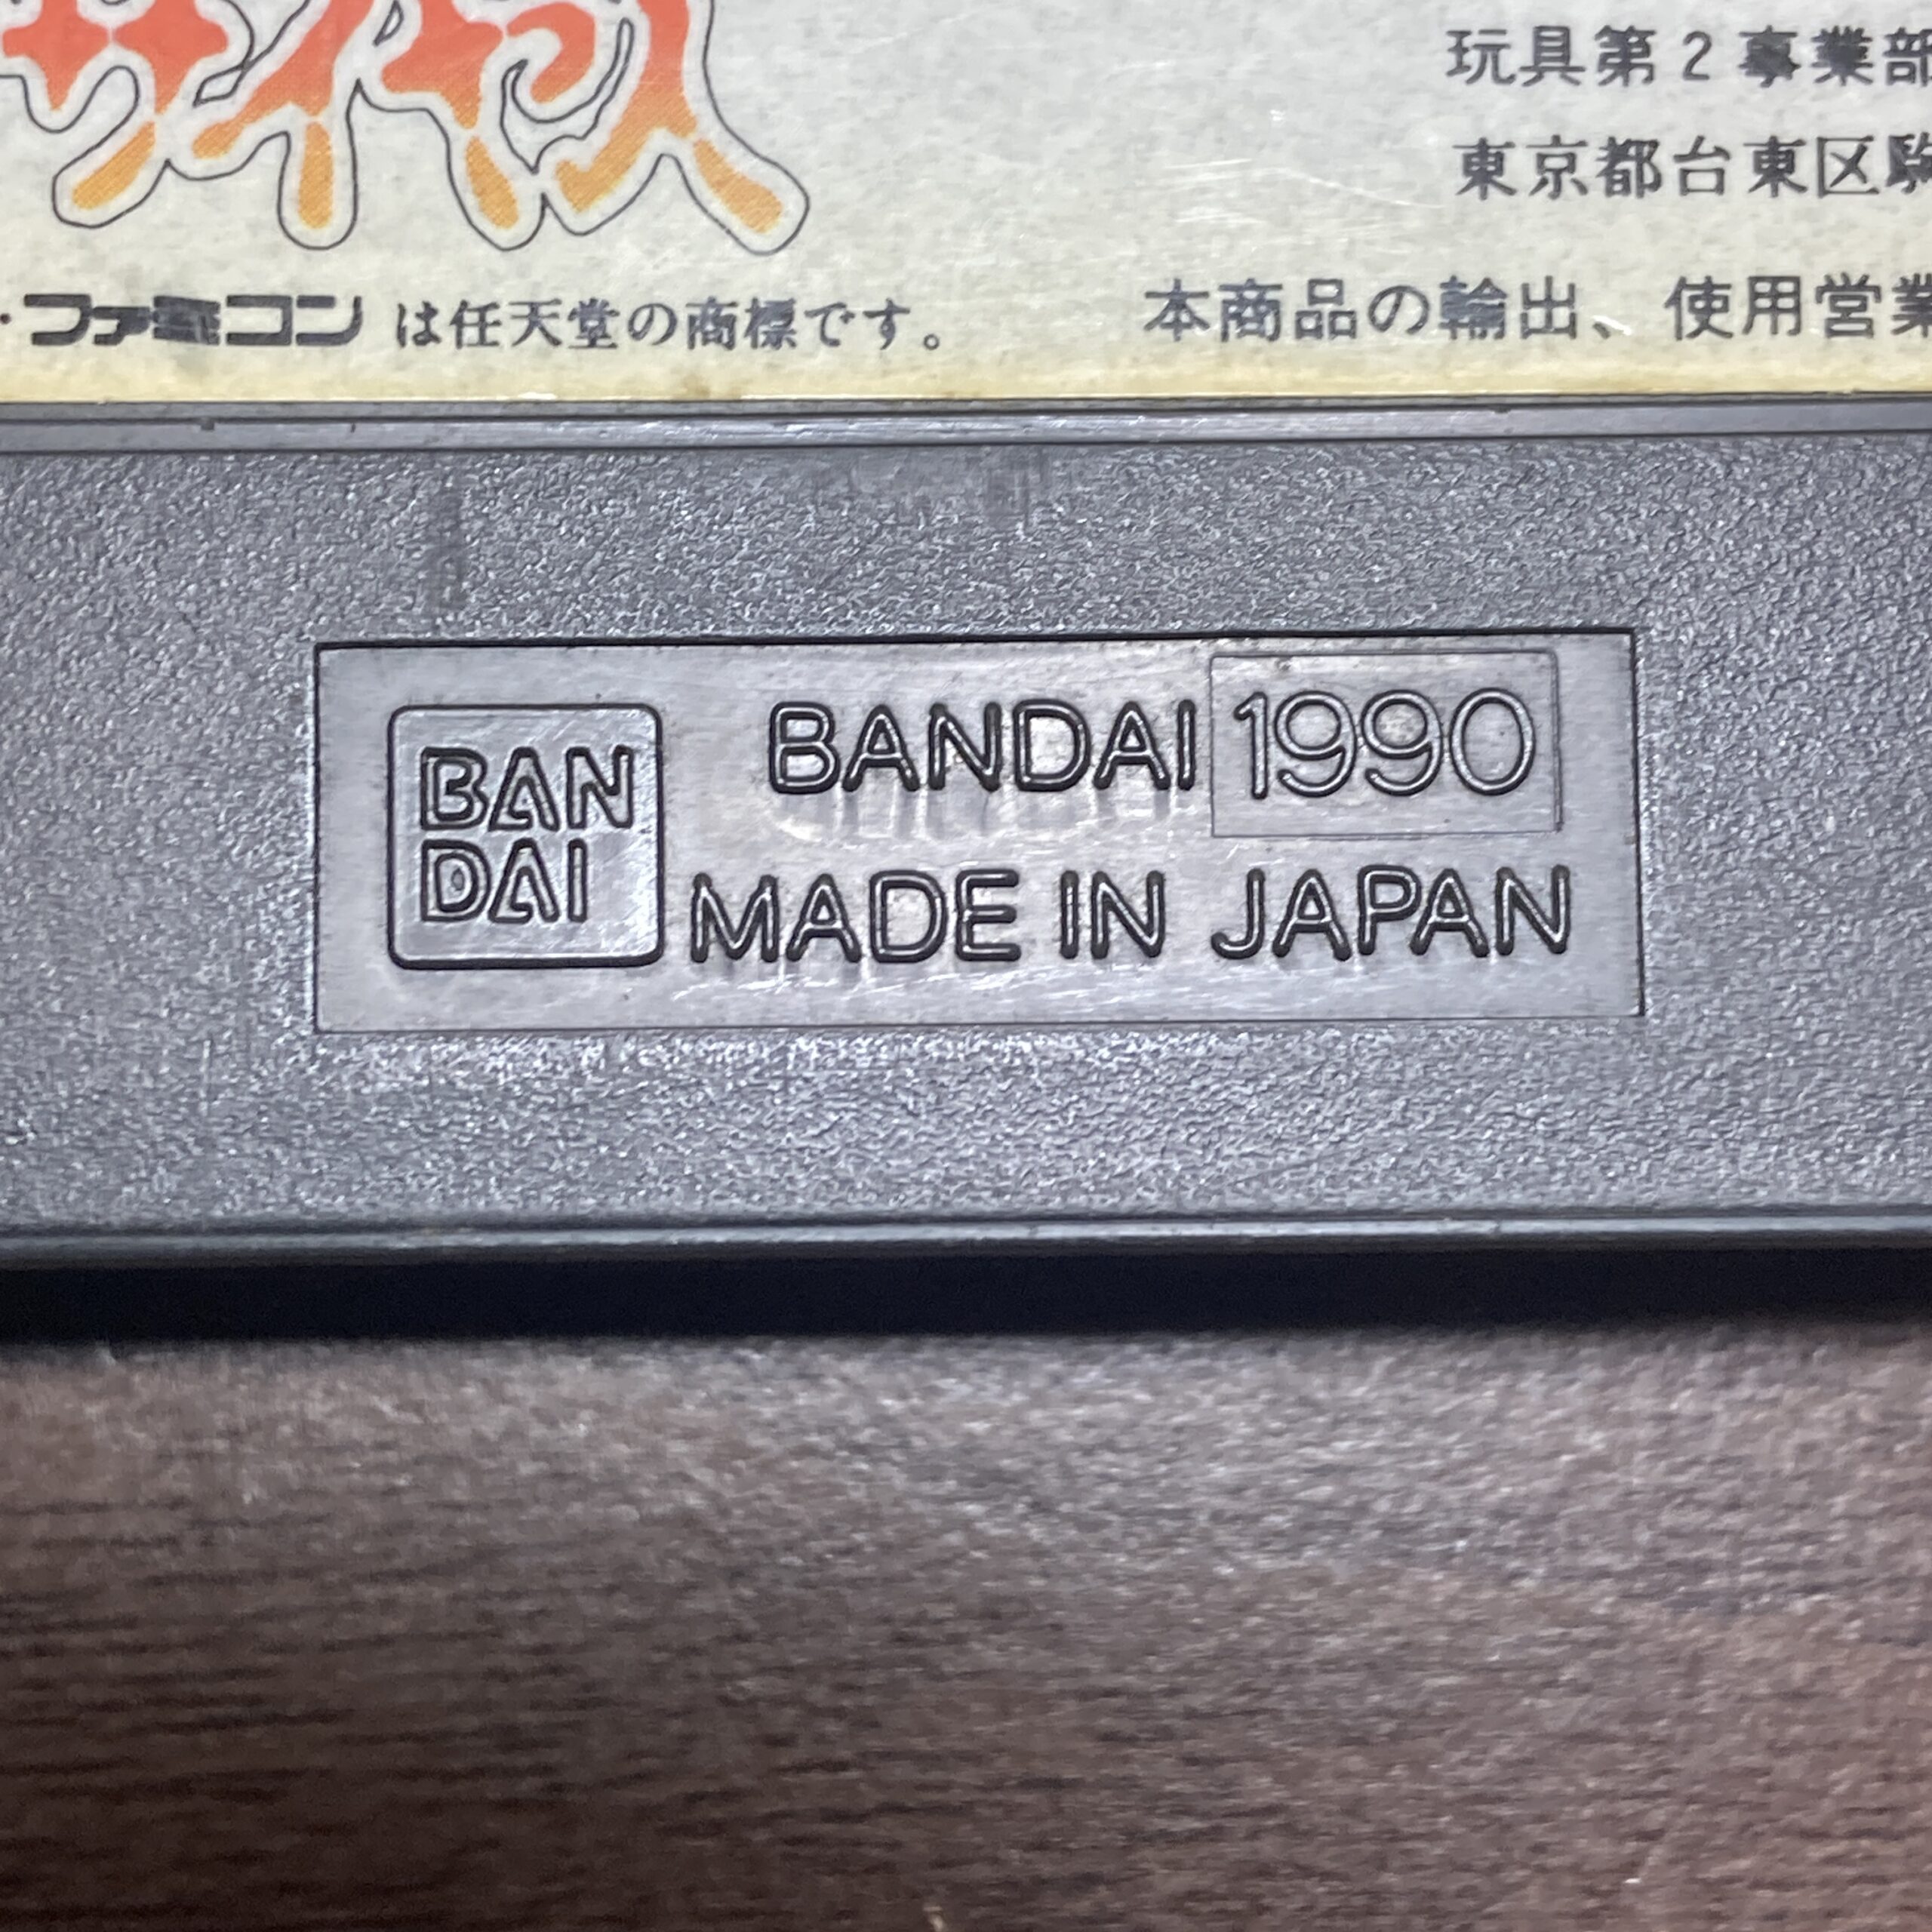 玩具第2事業部
東京都台東区駒
・ファミコンは任天堂の商標です。
本商品の輸出、使用営業
BAN
DAI
BANDAI 1990
MADE IN JAPAN